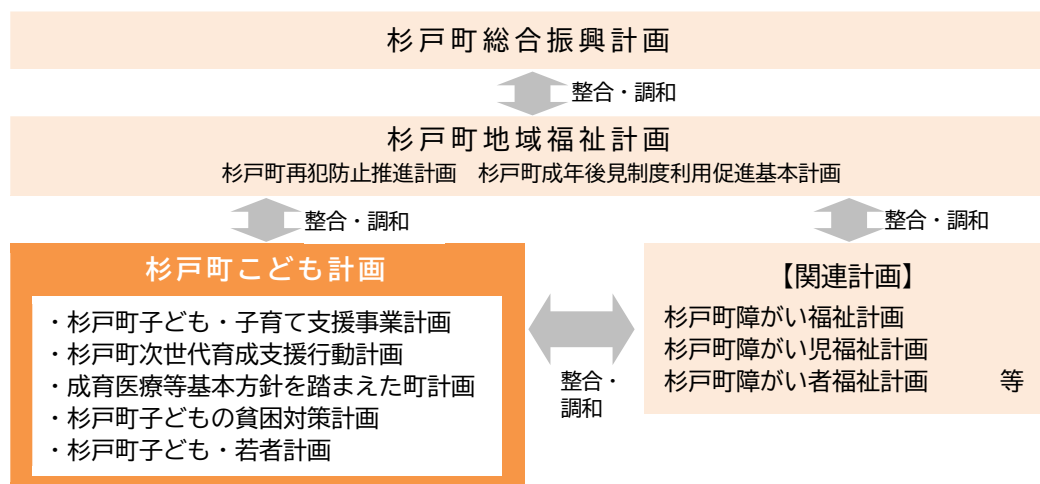 杉戸町総合振興計画
整合・調和
杉戸町地域福祉計画
杉戸町再犯防止推進計画　杉戸町成年後見制度利用促進基本計画
整合・調和
整合・調和
杉戸町こども計画
・杉戸町子ども・子育て支援事業計画
・杉戸町次世代育成支援行動計画
・成育医療等基本方針を踏まえた町計画
・杉戸町子どもの貧困対策計画
・杉戸町子ども・若者計画
整合・
調和
【関連計画】
杉戸町障がい福祉計画
杉戸町障がい児福祉計画
杉戸町障がい者福祉計画　　　等